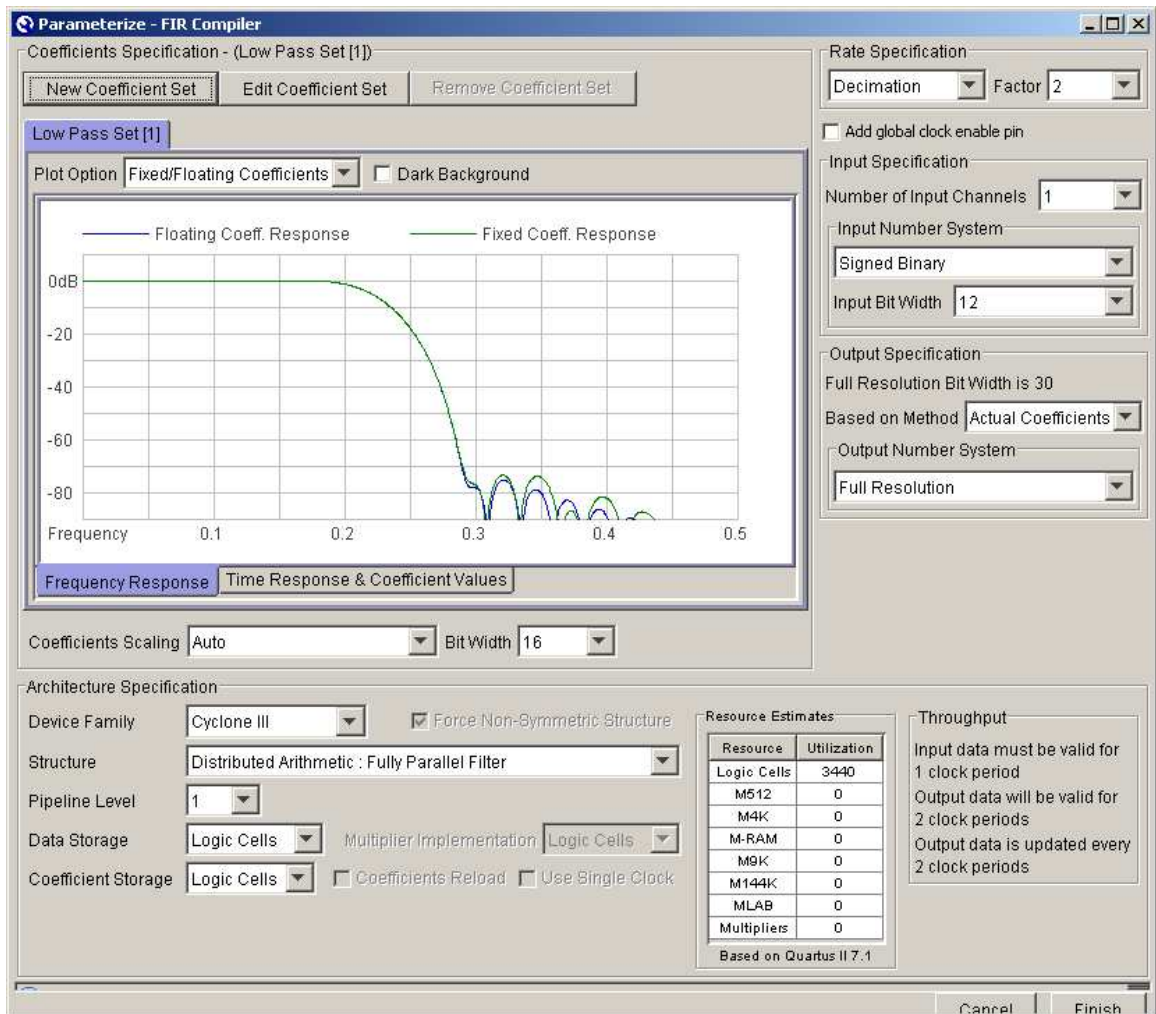 Parameterize - FIR Compiler
Coefficients Specification - (Low Pass Set [1])
New Coefficient Set
Edit Coefficient Set
Remove Coefficient Set
Low Pass Set [1]
Plot Option
Fixed/Floating Coefficients
Dark Background
Floating Coeff. Response
Fixed Coeff. Response
0dB
-20
-40
-60
-80
Frequency
0.1
0.2
0.3
0.4
0.5
Frequency Response
Time Response & Coefficient Values
Coefficients Scaling
Auto
Bit Width
16
Rate Specification
Decimation
Factor
2
Add global clock enable pin
Input Specification
Number of Input Channels
1
Input Number System
Signed Binary
Input Bit Width
12
Output Specification
Full Resolution Bit Width is 30
Based on Method
Actual Coefficients
Output Number System
Full Resolution
Architecture Specification
Device Family
Cyclone III
Force Non-Symmetric Structure
Structure
Distributed Arithmetic : Fully Parallel Filter
Pipeline Level
1
Data Storage
Logic Cells
Multiplier Implementation
Logic Cells
Coefficient Storage
Logic Cells
Coefficients Reload
Use Single Clock
Resource Estimates
Resource Utilization
Logic Cells 3440
M512 0
M4K 0
M-RAM 0
M9K 0
M144K 0
MLAB 0
Multipliers 0
Based on Quartus II 7.1
Throughput
Input data must be valid for
1 clock period
Output data will be valid for
2 clock periods
Output data is updated every
2 clock periods
Cancel
Finish